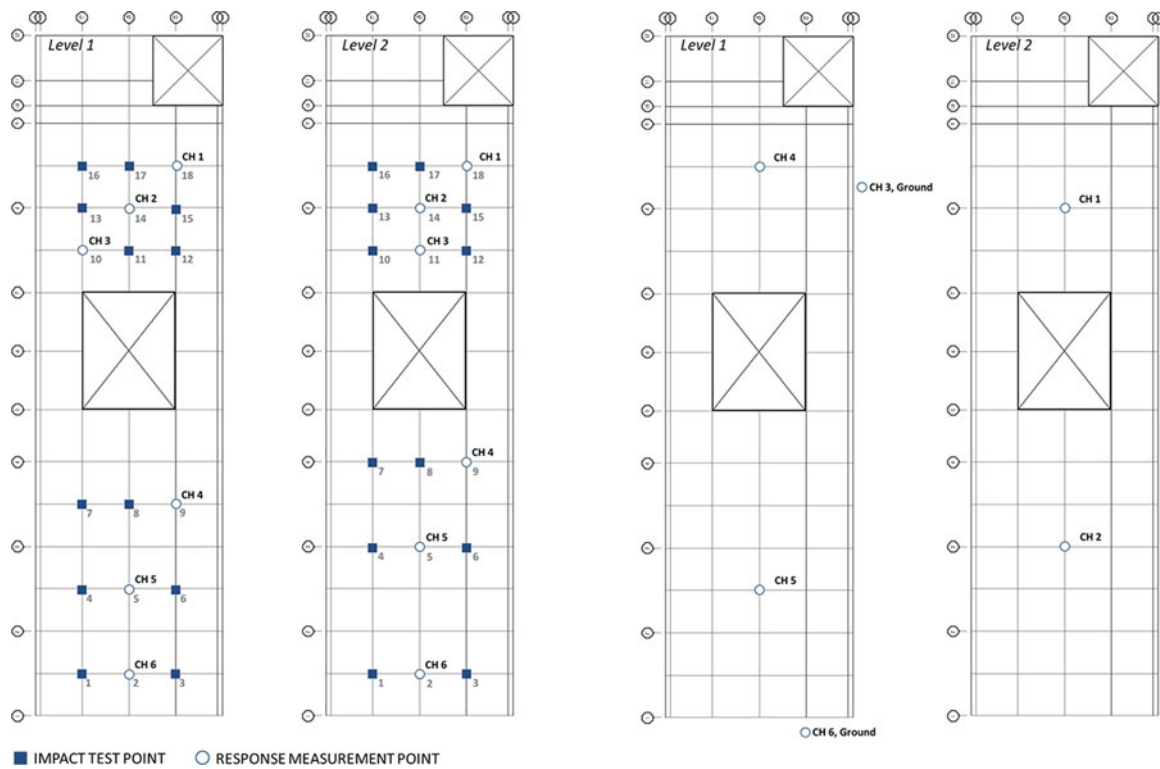 Level 1
CH 1
16 17 18
CH 2
13 14 15
CH 3
10 11 12
CH 4
7 8 9
CH 5
4 5 6
CH 6
1 2 3
Level 2
CH 1
16 17 18
CH 2
13 14 15
CH 3
10 11 12
CH 4
7 8 9
CH 5
4 5 6
CH 6
1 2 3
Level 1
CH 4
CH 3, Ground
CH 5
CH 6, Ground
Level 2
CH 1
CH 2
IMPACT TEST POINT RESPONSE MEASUREMENT POINT